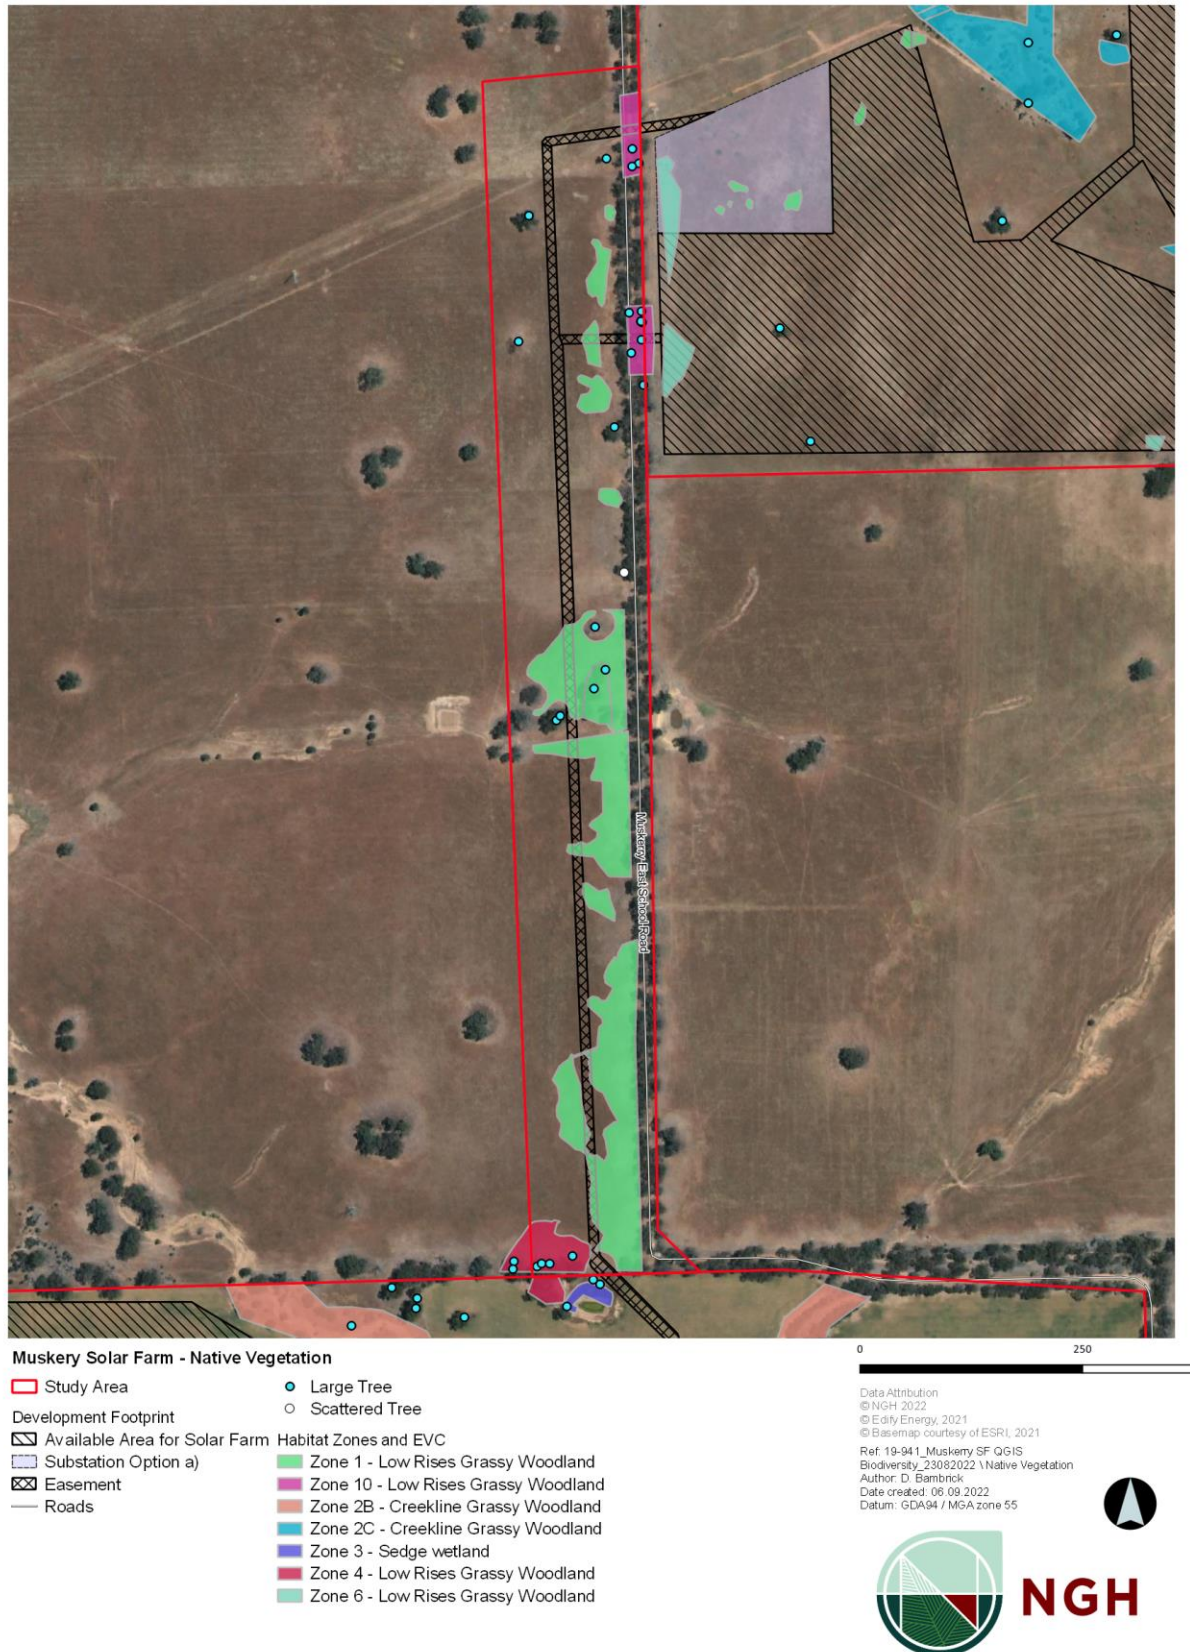 Muskerry East School Road
Muskery Solar Farm - Native Vegetation
Study Area
Development Footprint
Available Area for Solar Farm
Substation Option a)
Easement
Roads
Large Tree
Scattered Tree
Habitat Zones and EVC
Zone 1 - Low Rises Grassy Woodland
Zone 10 - Low Rises Grassy Woodland
Zone 2B - Creekline Grassy Woodland
Zone 2C - Creekline Grassy Woodland
Zone 3 - Sedge wetland
Zone 4 - Low Rises Grassy Woodland
Zone 6 - Low Rises Grassy Woodland
0 250
Data Attribution
© NGH 2022
© Edify Energy, 2021
© Basemap courtesy of ESRI, 2021
Ref: 19-941_Muskerry SF QGIS
Biodiversity_23082022 \ Native Vegetation
Author: D. Bambrick
Date created: 06.09.2022
Datum: GDA94 / MGA zone 55
NGH